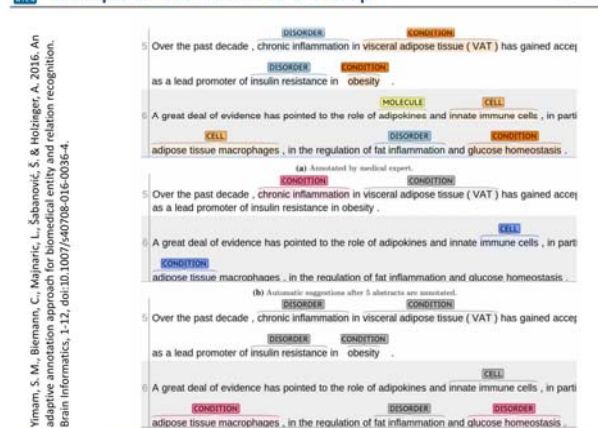 Yimam, S. M., Biemann, C., Majnaric, L., Šabanović, Š. & Holzinger, A. 2016. An
adaptive annotation approach for biomedical entity and relation recognition.
Brain Informatics, 1-12, doi:10.1007/s40708-016-0036-4.
DISORDER CONDITION
5 Over the past decade , chronic inflammation in visceral adipose tissue ( VAT ) has gained accep
DISORDER CONDITION
as a lead promoter of insulin resistance in obesity .
MOLECULE CELL
6 A great deal of evidence has pointed to the role of adipokines and innate immune cells , in parti
CELL DISORDER CONDITION
adipose tissue macrophages , in the regulation of fat inflammation and glucose homeostasis .
(a) Annotated by medical expert.
CONDITION CONDITION
5 Over the past decade , chronic inflammation in visceral adipose tissue ( VAT ) has gained accep
as a lead promoter of insulin resistance in obesity .
CELL
6 A great deal of evidence has pointed to the role of adipokines and innate immune cells , in parti
CONDITION
adipose tissue macrophages , in the regulation of fat inflammation and glucose homeostasis .
(b) Automatic suggestions after 5 abstracts are annotated.
DISORDER CONDITION
5 Over the past decade , chronic inflammation in visceral adipose tissue ( VAT ) has gained accep
DISORDER CONDITION
as a lead promoter of insulin resistance in obesity .
CELL
6 A great deal of evidence has pointed to the role of adipokines and innate immune cells , in parti
CONDITION DISORDER DISORDER
adipose tissue macrophages , in the regulation of fat inflammation and glucose homeostasis .